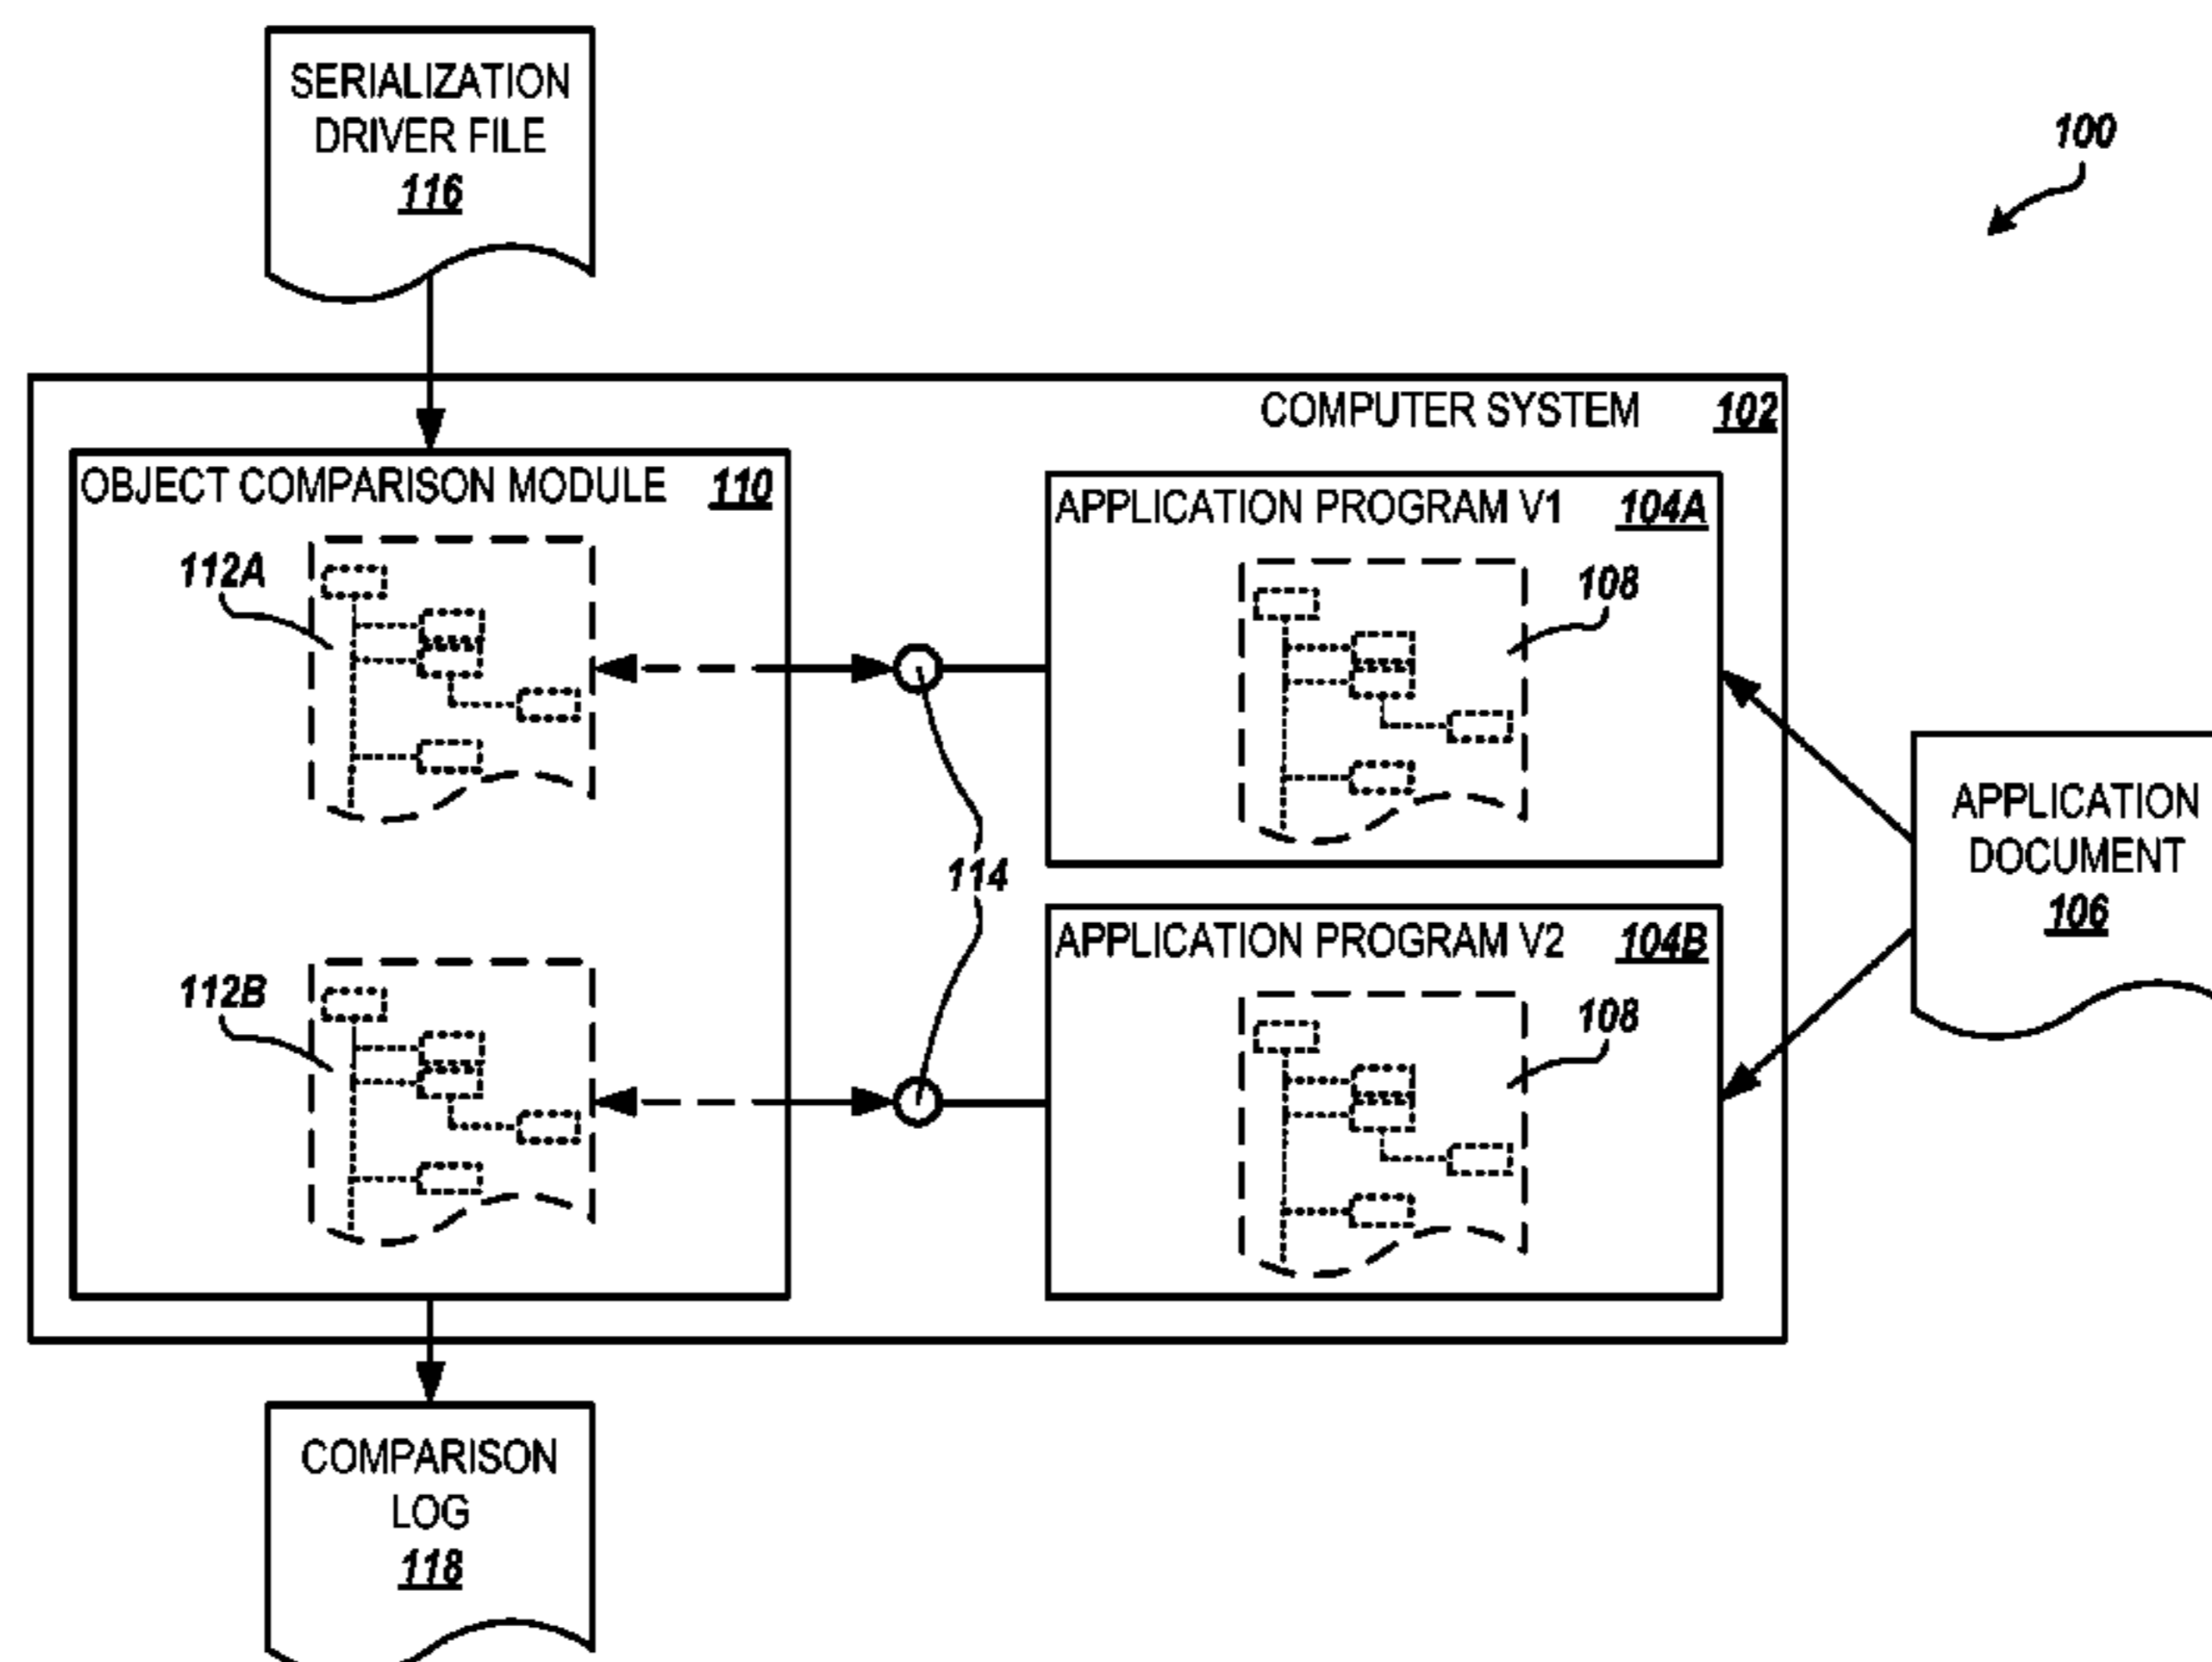 SERIALIZATION
DRIVER FILE
116
100
COMPUTER SYSTEM 102
OBJECT COMPARISON MODULE 110
112A
112B
114
APPLICATION PROGRAM V1 104A
108
APPLICATION PROGRAM V2 104B
108
APPLICATION
DOCUMENT
106
COMPARISON
LOG
118